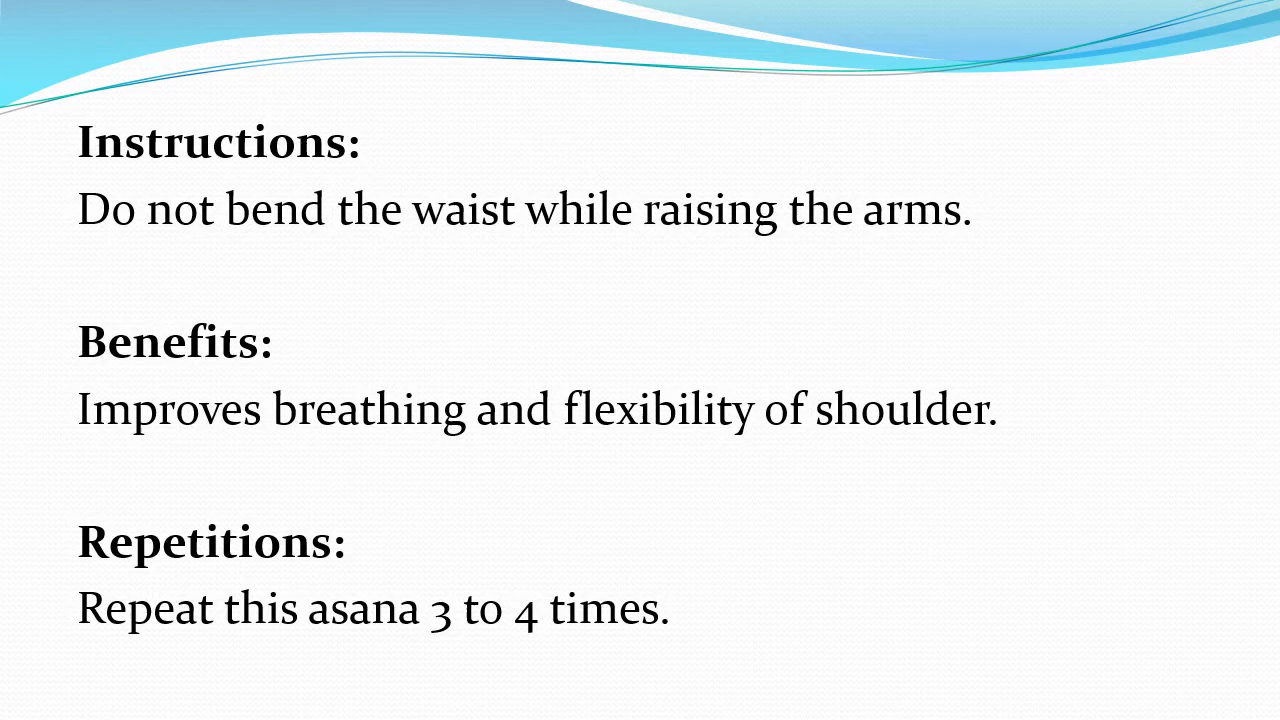 Instructions:
Do not bend the waist while raising the arms.
Benefits:
Improves breathing and flexibility of shoulder.
Repetitions:
Repeat this asana 3 to 4 times.